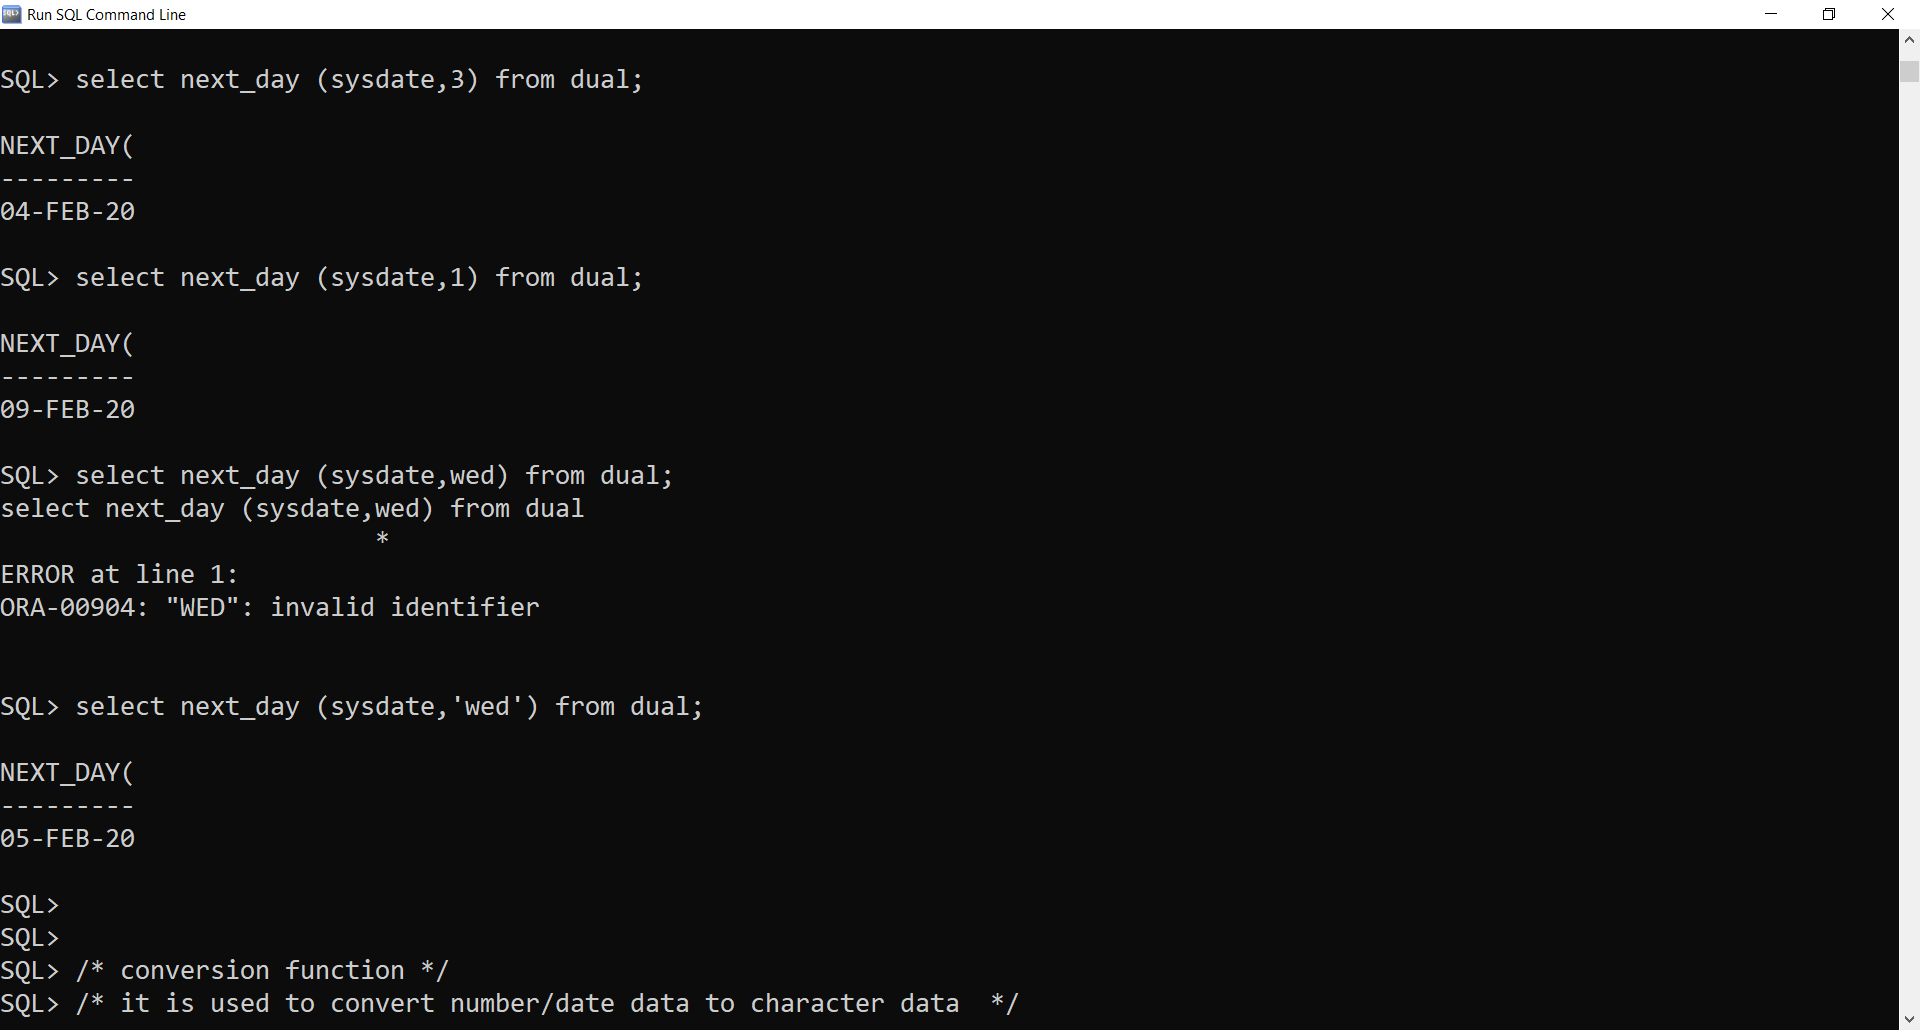 Run SQL Command Line
SQL> select next_day (sysdate,3) from dual;
NEXT_DAY(
---------
04-FEB-20
SQL> select next_day (sysdate,1) from dual;
NEXT_DAY(
---------
09-FEB-20
SQL> select next_day (sysdate,wed) from dual;
select next_day (sysdate,wed) from dual
                         *
ERROR at line 1:
ORA-00904: "WED": invalid identifier
SQL> select next_day (sysdate,'wed') from dual;
NEXT_DAY(
---------
05-FEB-20
SQL>
SQL>
SQL> /* conversion function */
SQL> /* it is used to convert number/date data to character data  */